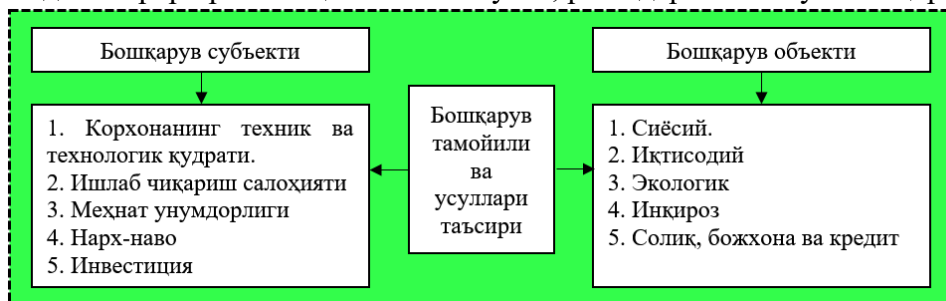 Бошқарув субъекти
1. Корхонанинг техник ва
технологик қудрати.
2. Ишлаб чиқариш салоҳияти
3. Меҳнат унумдорлиги
4. Нарх-наво
5. Инвестиция
Бошқарув
тамойили
ва
усуллари
таъсири
Бошқарув объекти
1. Сиёсий.
2. Иқтисодий
3. Экологик
4. Инқироз
5. Солиқ, божхона ва кредит